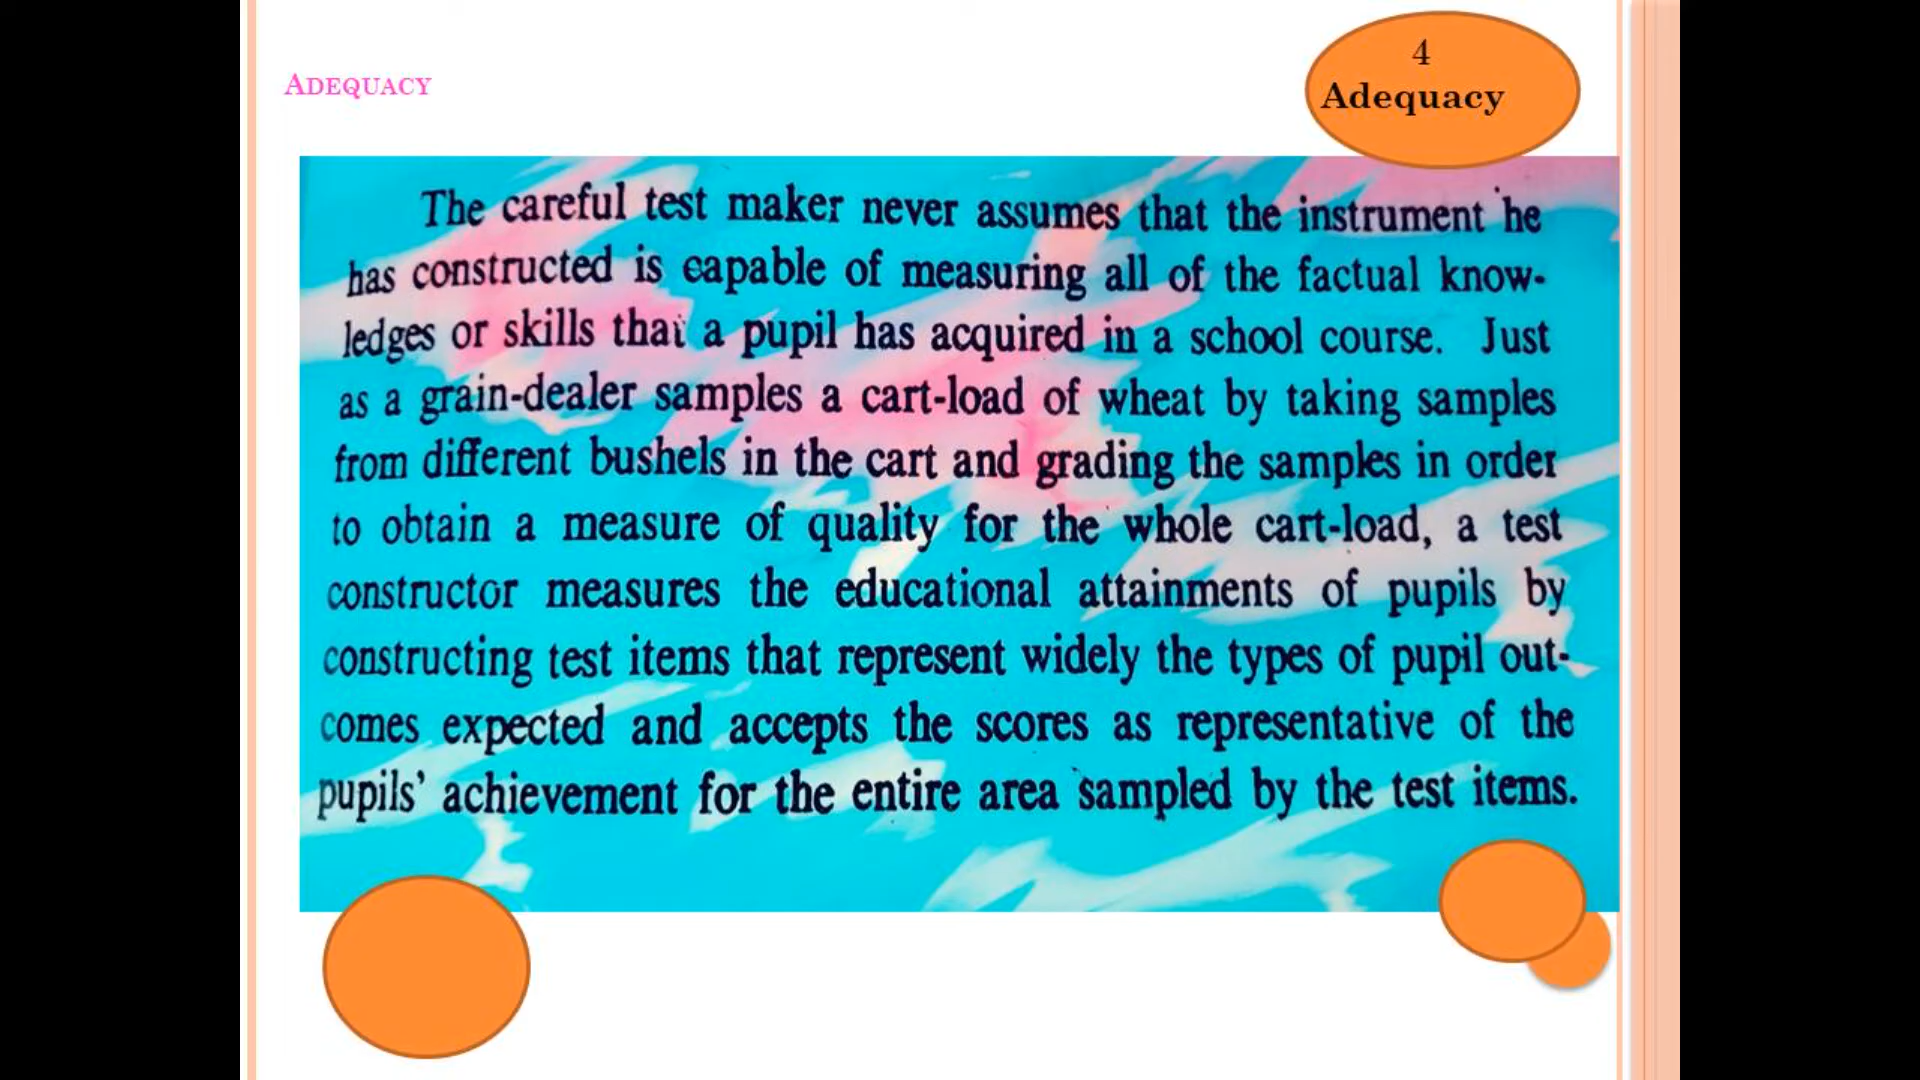 ADEQUACY
4
Adequacy
The careful test maker never assumes that the instrument he
has constructed is capable of measuring all of the factual know-
ledges or skills that a pupil has acquired in a school course. Just
as a grain-dealer samples a cart-load of wheat by taking samples
from different bushels in the cart and grading the samples in order
to obtain a measure of quality for the whole cart-load, a test
constructor measures the educational attainments of pupils by
constructing test items that represent widely the types of pupil out-
comes expected and accepts the scores as representative of the
pupils' achievement for the entire area sampled by the test items.